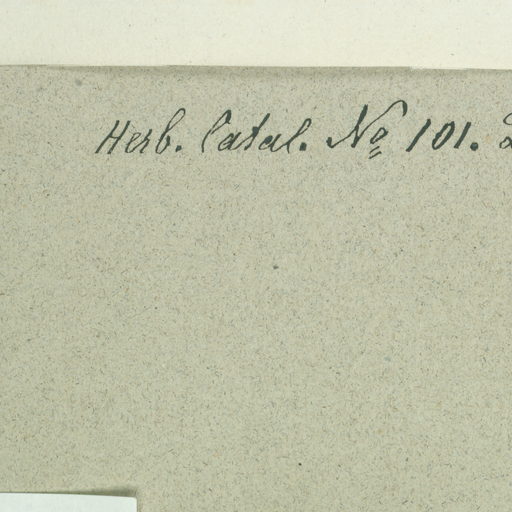 Herb. Catal. No 101.